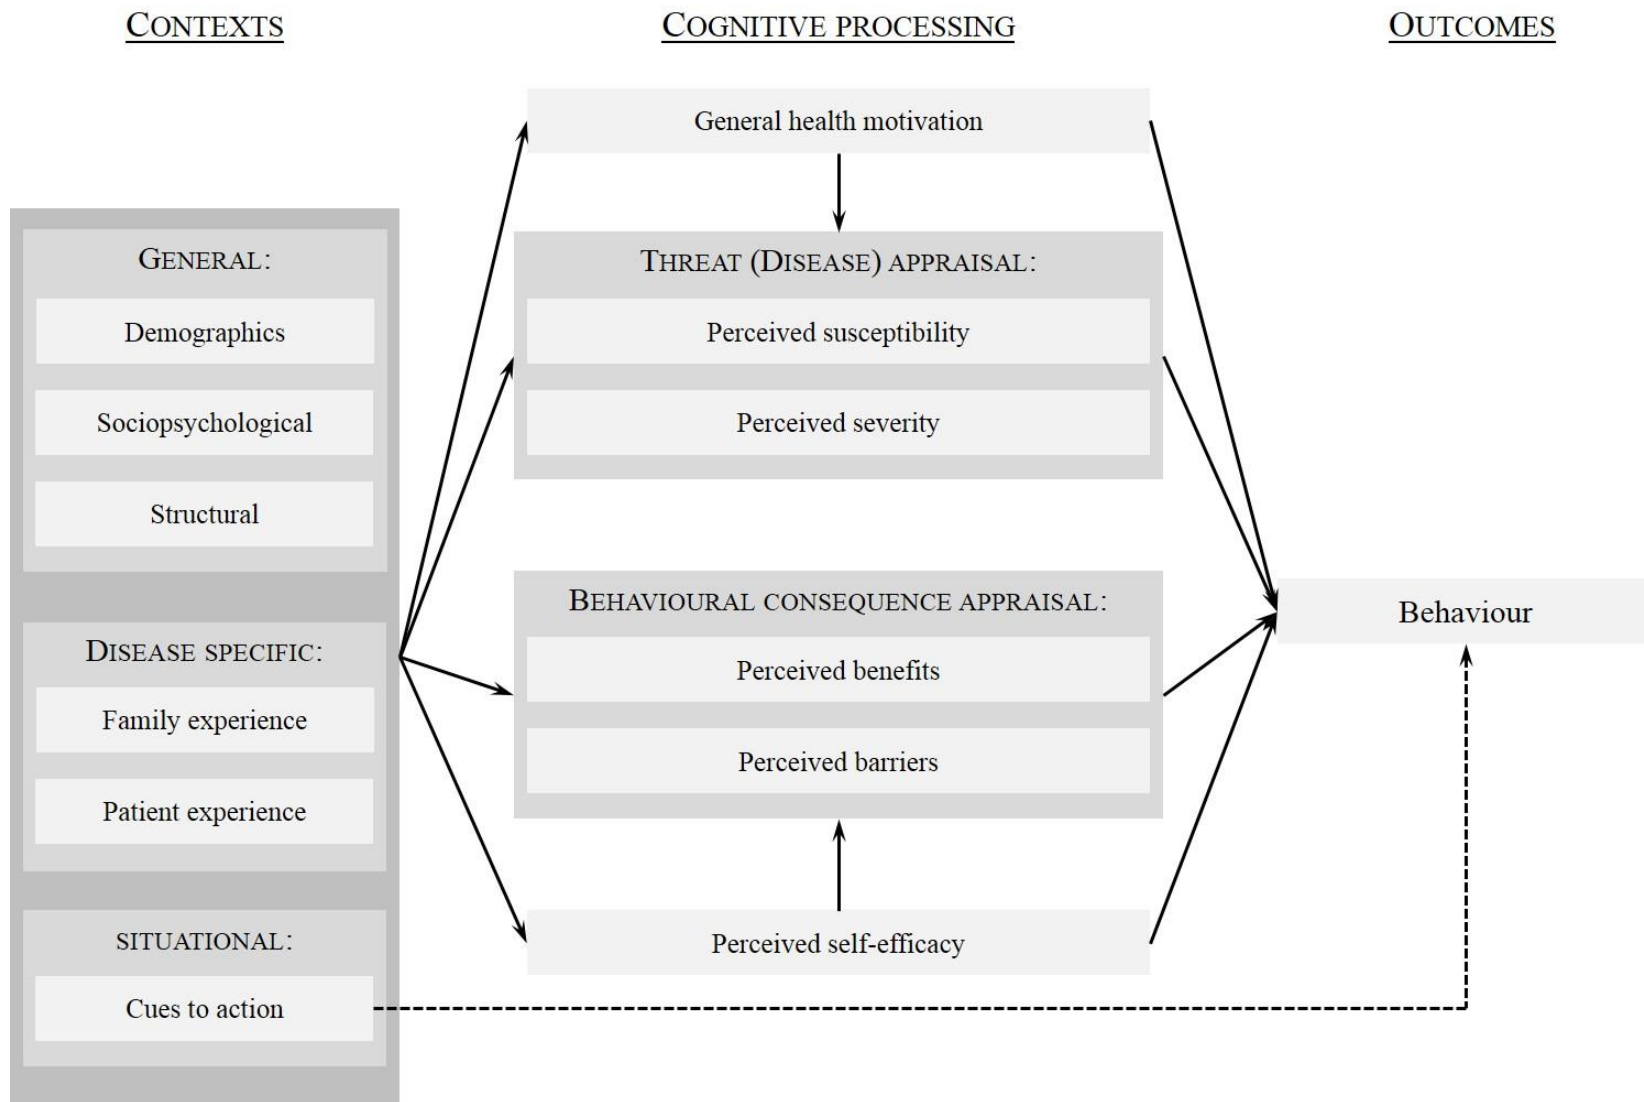 CONTEXTS
COGNITIVE PROCESSING
OUTCOMES
General health motivation
GENERAL:
Demographics
Sociopsychological
Structural
DISEASE SPECIFIC:
Family experience
Patient experience
SITUATIONAL:
Cues to action
THREAT (DISEASE) APPRAISAL:
Perceived susceptibility
Perceived severity
BEHAVIOURAL CONSEQUENCE APPRAISAL:
Perceived benefits
Perceived barriers
Perceived self-efficacy
Behaviour